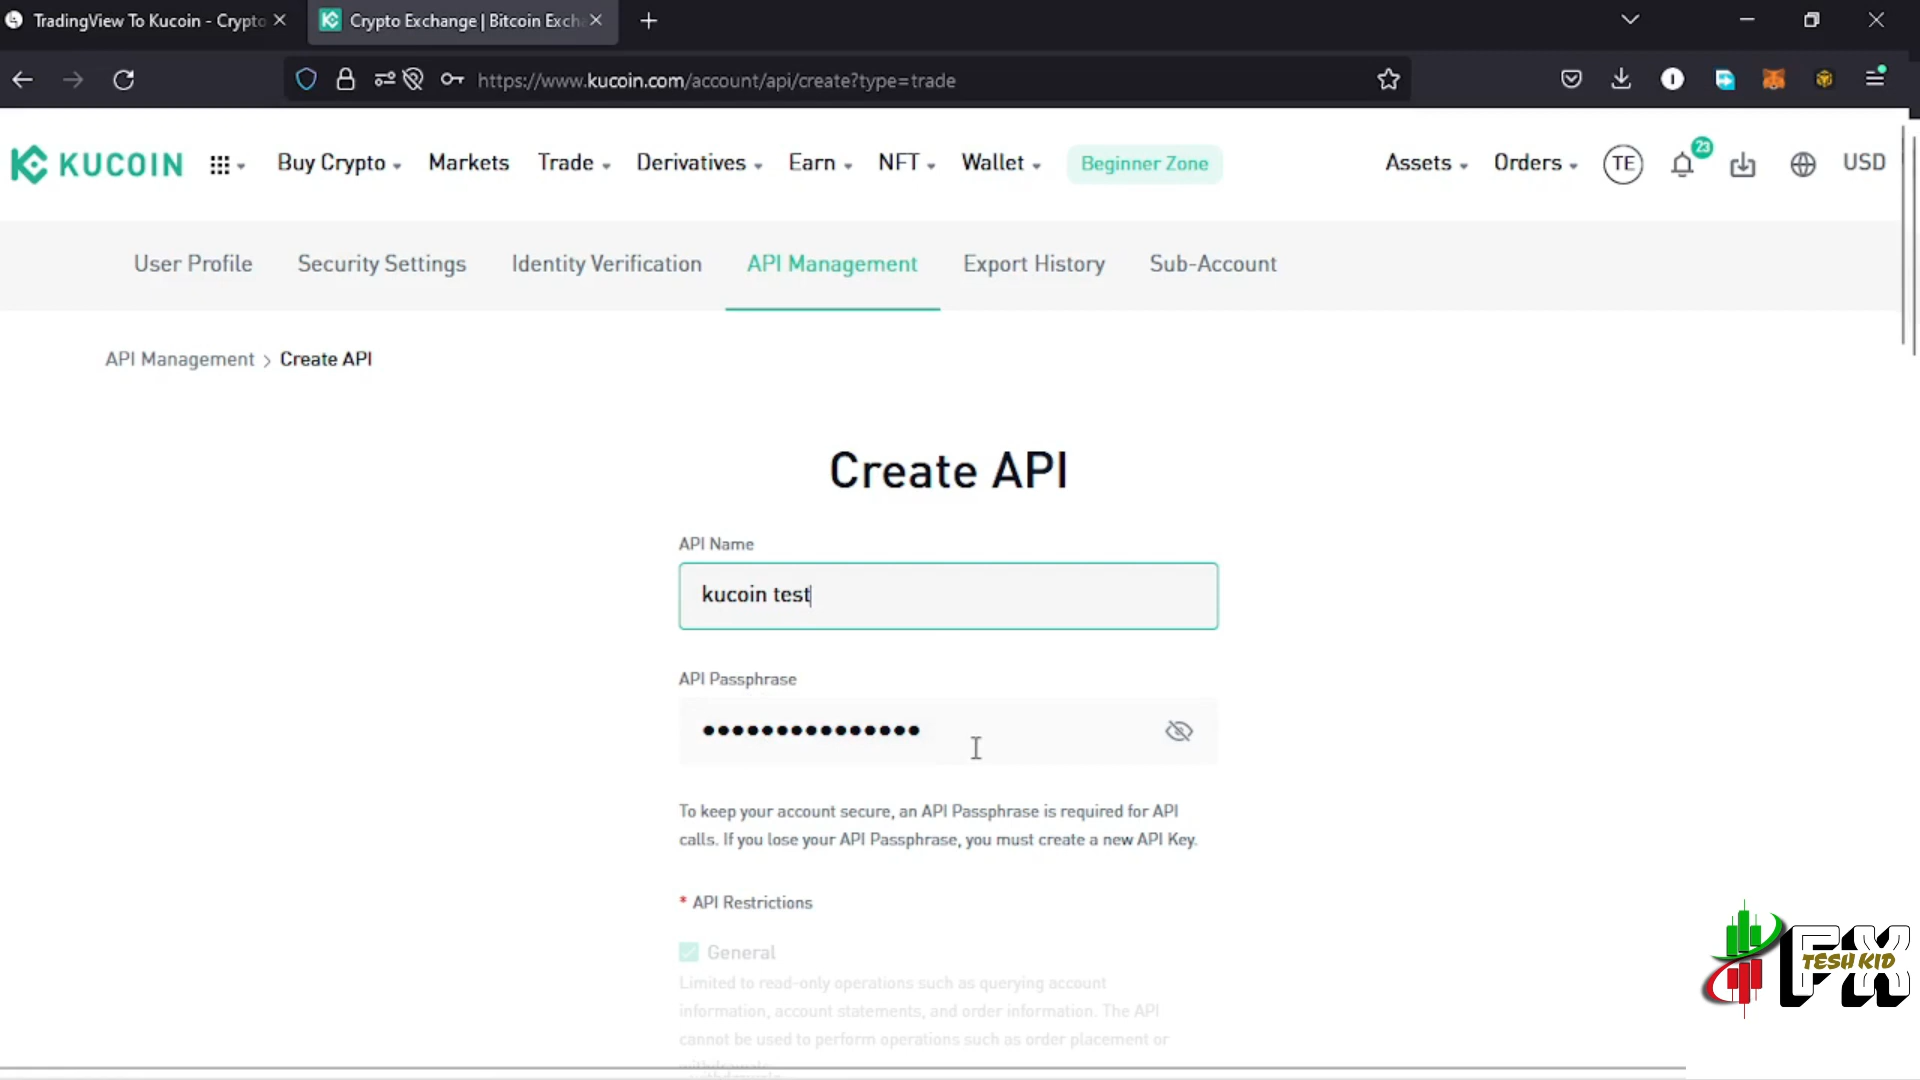 TradingView To Kucoin - Crypto
Crypto Exchange | Bitcoin Exch
https://www.kucoin.com/account/api/create?type=trade
KUCOIN
Buy Crypto
Markets
Trade
Derivatives
Earn
NFT
Wallet
Beginner Zone
Assets
Orders
TE
23
USD
User Profile
Security Settings
Identity Verification
API Management
Export History
Sub-Account
API Management > Create API
Create API
API Name
kucoin test
API Passphrase
To keep your account secure, an API Passphrase is required for API
calls. If you lose your API Passphrase, you must create a new API Key.
* API Restrictions
General
Limited to read-only operations such as querying account
information, account statements, and order information. The API
cannot be used to perform operations such as order placement or
withdrawals.
FX
TESH KID